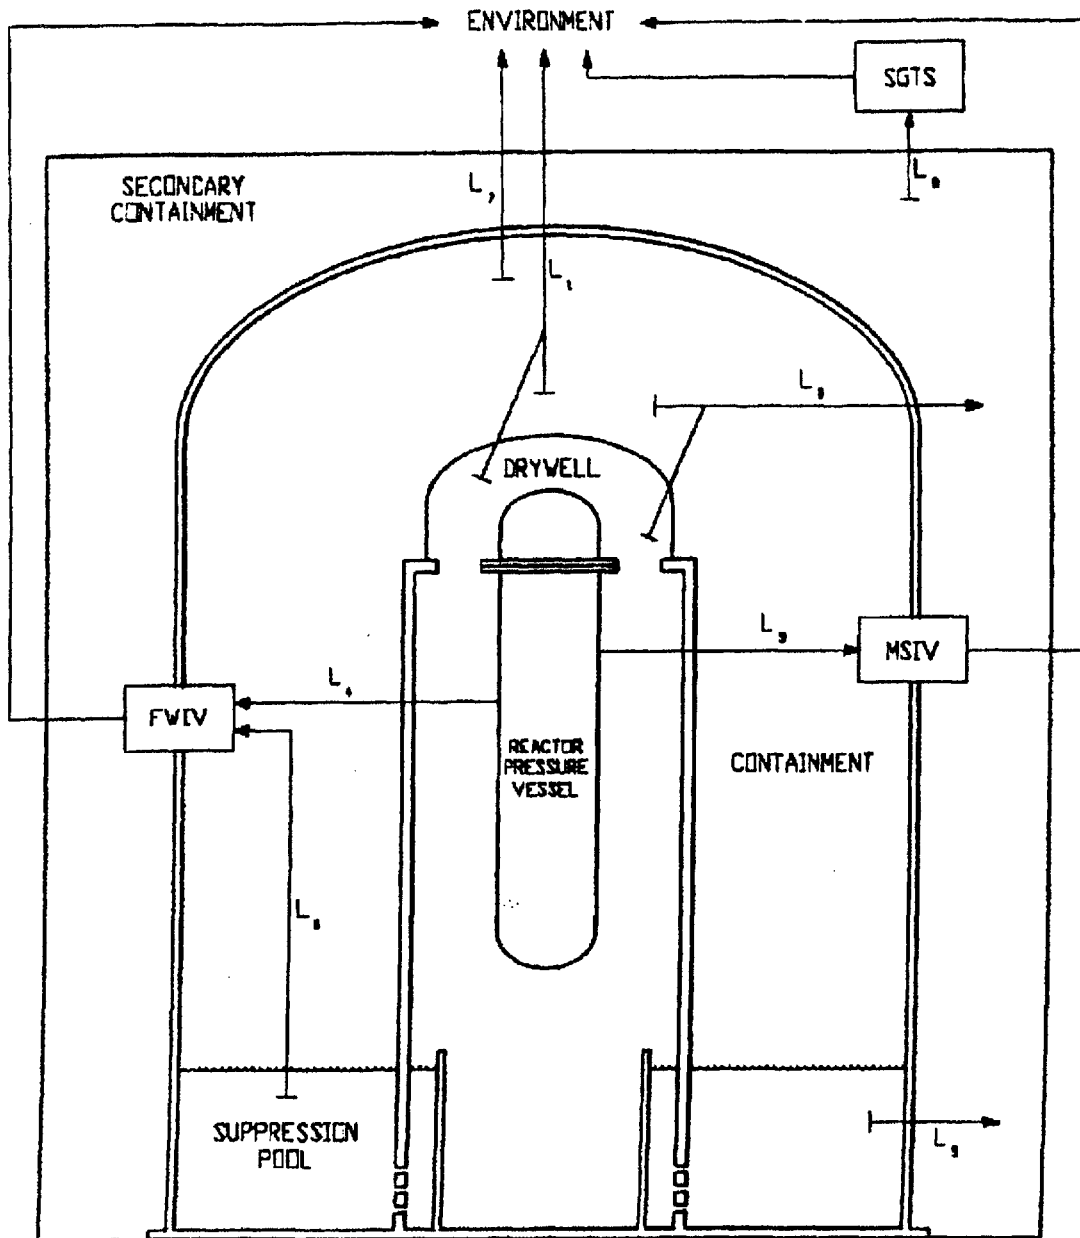 ENVIRONMENT
SGTS
SECONDARY
CONTAINMENT
L
L
L
L
DRYWELL
L
MSIV
L
FWIV
REACTOR
PRESSURE
VESSEL
CONTAINMENT
L
SUPPRESSION
POOL
L